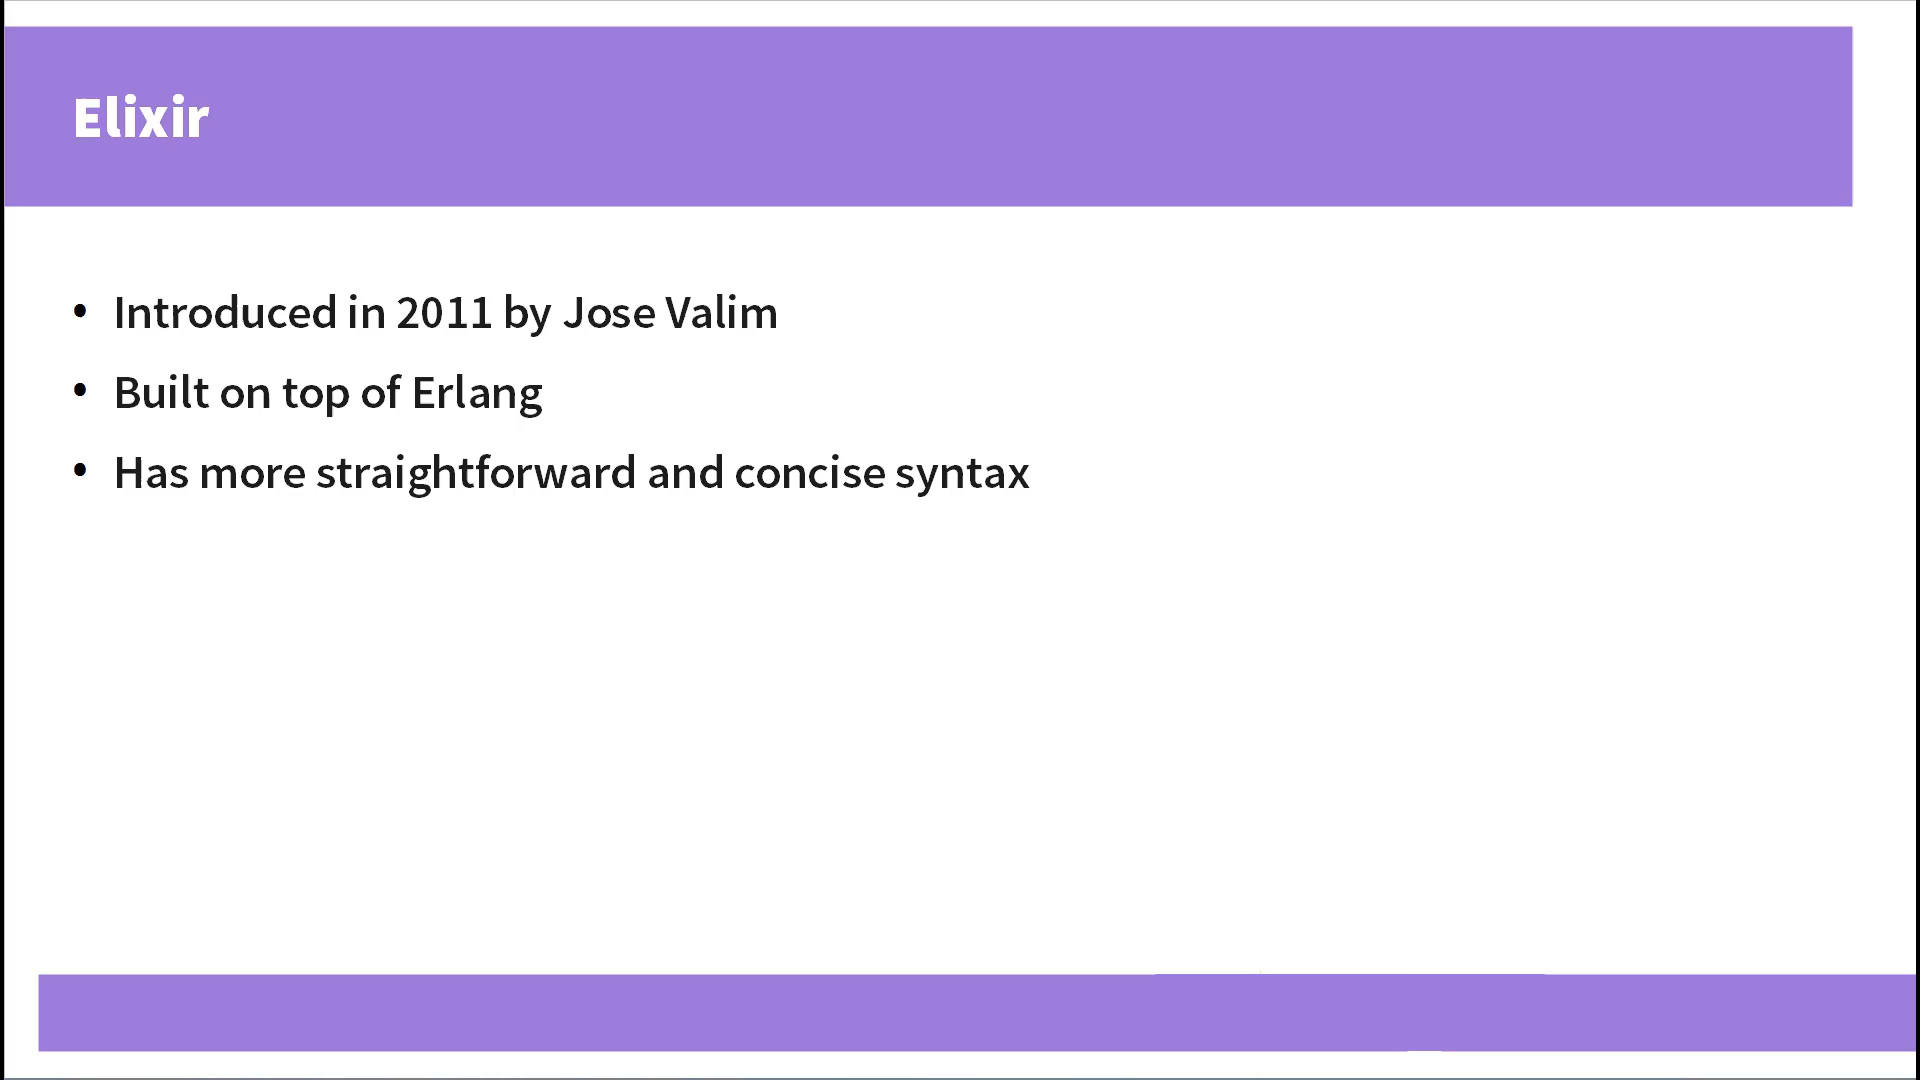 Elixir
• Introduced in 2011 by Jose Valim
• Built on top of Erlang
• Has more straightforward and concise syntax